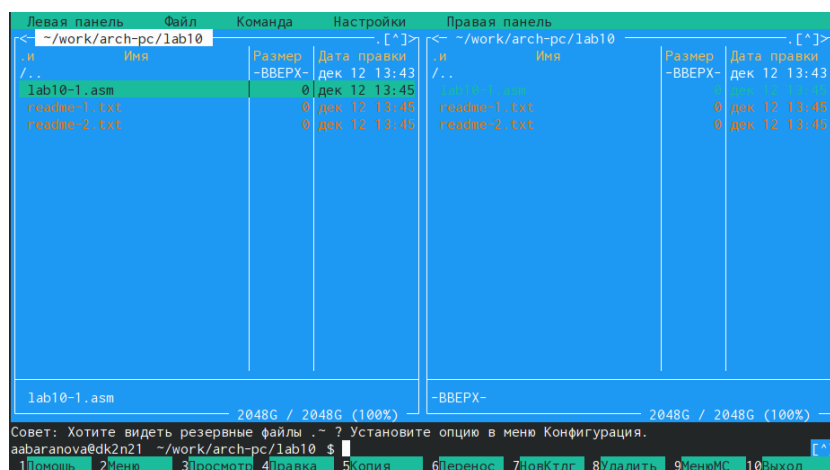 Левая панель Файл Команда Настройки Правая панель
<─ ~/work/arch-pc/lab10 ─.[^]> <─ ~/work/arch-pc/lab10 ─.[^]>
.и Имя Размер Дата правки .и Имя Размер Дата правки
/.. -ВВЕРХ- дек 12 13:43 /.. -ВВЕРХ- дек 12 13:43
lab10-1.asm 0 дек 12 13:45 lab10-1.asm 0 дек 12 13:45
readme-1.txt 0 дек 12 13:45 readme-1.txt 0 дек 12 13:45
readme-2.txt 0 дек 12 13:45 readme-2.txt 0 дек 12 13:45
lab10-1.asm -ВВЕРХ-
2048G / 2048G (100%) 2048G / 2048G (100%)
Совет: Хотите видеть резервные файлы .~ ? Установите опцию в меню Конфигурация.
aabaranova@dk2n21 ~/work/arch-pc/lab10 $ [^
1Помощь 2Меню 3Просмотр 4Правка 5Копия 6Перенос 7НовКтлг 8Удалить 9МенюMC 10Выход